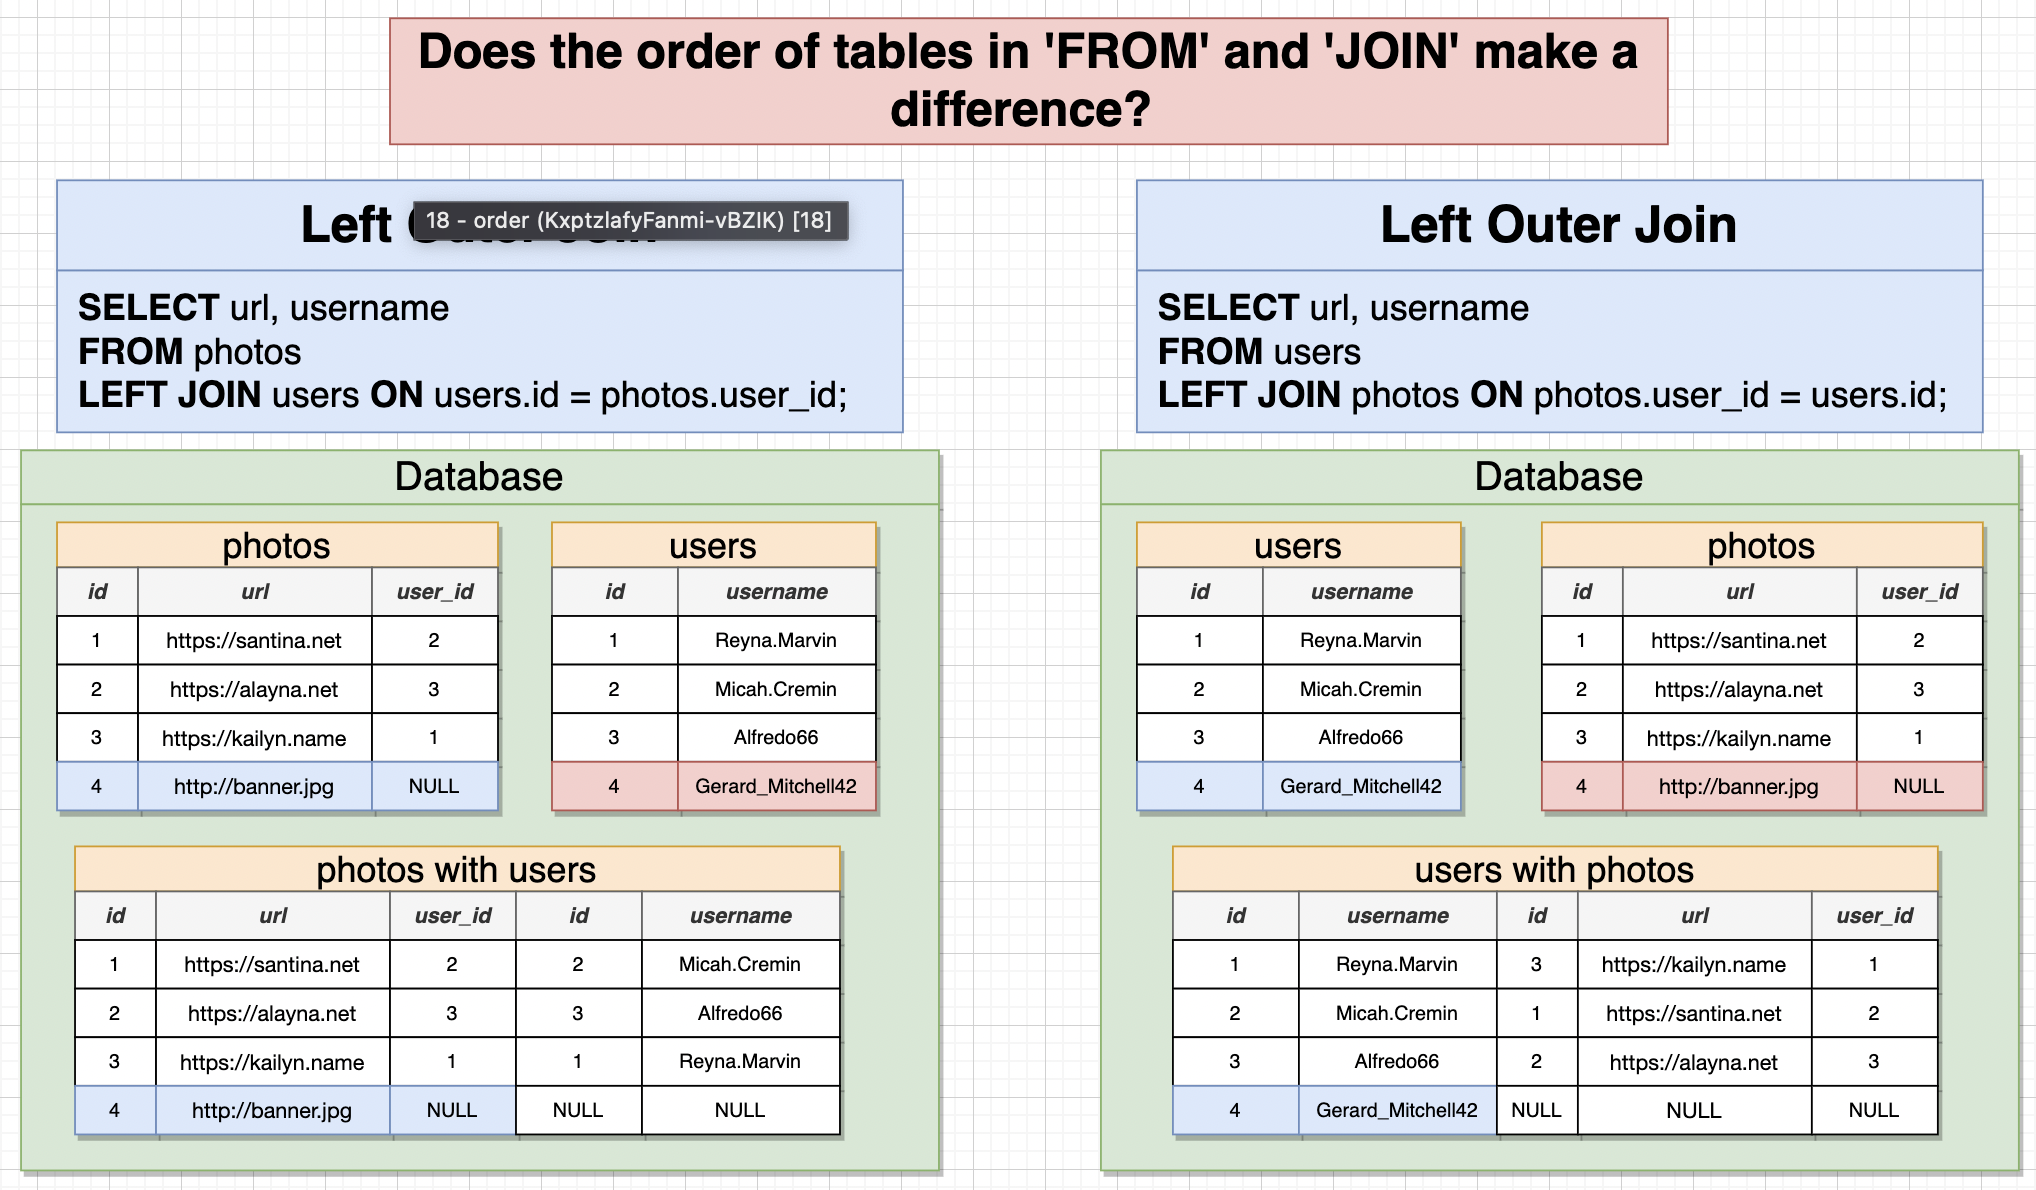 Does the order of tables in 'FROM' and 'JOIN' make a
difference?
Left
18 - order (KxptzlafyFanmi-vBZIK) [18]
SELECT url, username
FROM photos
LEFT JOIN users ON users.id = photos.user_id;
Database
photos
id url user_id
1 https://santina.net 2
2 https://alayna.net 3
3 https://kailyn.name 1
4 http://banner.jpg NULL
users
id username
1 Reyna.Marvin
2 Micah.Cremin
3 Alfredo66
4 Gerard_Mitchell42
photos with users
id url user_id id username
1 https://santina.net 2 2 Micah.Cremin
2 https://alayna.net 3 3 Alfredo66
3 https://kailyn.name 1 1 Reyna.Marvin
4 http://banner.jpg NULL NULL NULL
Left Outer Join
SELECT url, username
FROM users
LEFT JOIN photos ON photos.user_id = users.id;
Database
users
id username
1 Reyna.Marvin
2 Micah.Cremin
3 Alfredo66
4 Gerard_Mitchell42
photos
id url user_id
1 https://santina.net 2
2 https://alayna.net 3
3 https://kailyn.name 1
4 http://banner.jpg NULL
users with photos
id username id url user_id
1 Reyna.Marvin 3 https://kailyn.name 1
2 Micah.Cremin 1 https://santina.net 2
3 Alfredo66 2 https://alayna.net 3
4 Gerard_Mitchell42 NULL NULL NULL